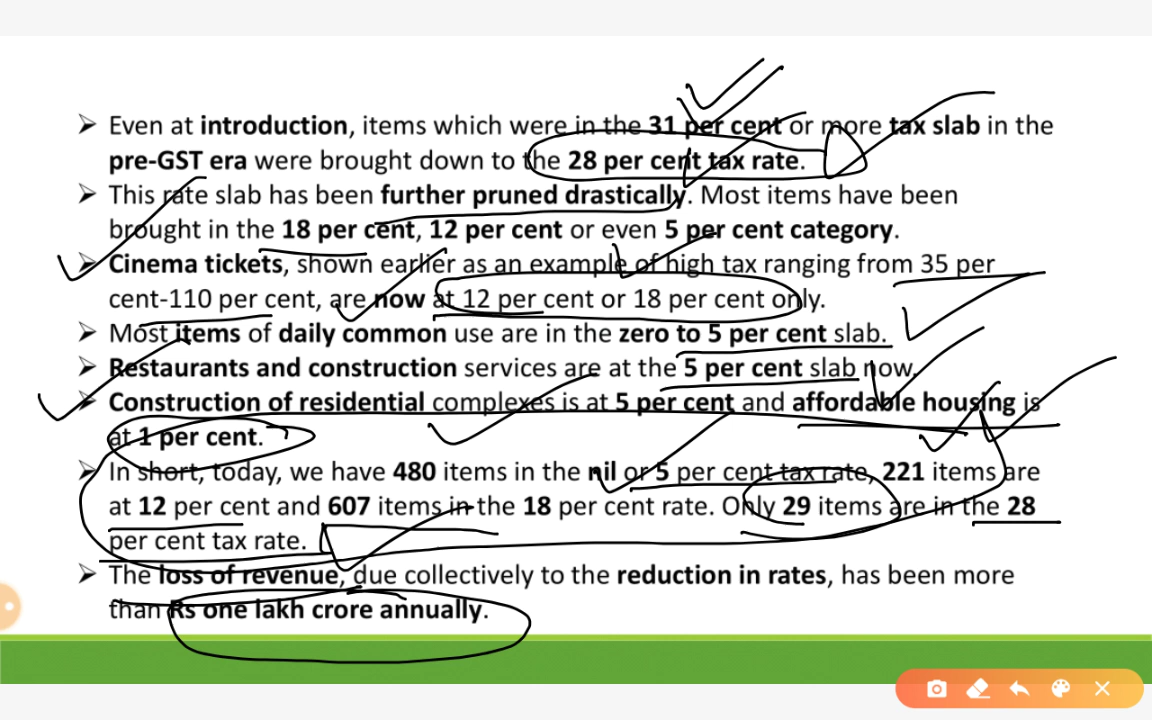 ➢ Even at introduction, items which were in the 31 per cent or more tax slab in the
pre-GST era were brought down to the 28 per cent tax rate.
➢ This rate slab has been further pruned drastically. Most items have been
brought in the 18 per cent, 12 per cent or even 5 per cent category.
➢ Cinema tickets, shown earlier as an example of high tax ranging from 35 per
cent-110 per cent, are now at 12 per cent or 18 per cent only.
➢ Most items of daily common use are in the zero to 5 per cent slab.
➢ Restaurants and construction services are at the 5 per cent slab now.
➢ Construction of residential complexes is at 5 per cent and affordable housing is
at 1 per cent.
➢ In short, today, we have 480 items in the nil or 5 per cent tax rate, 221 items are
at 12 per cent and 607 items in the 18 per cent rate. Only 29 items are in the 28
per cent tax rate.
➢ The loss of revenue, due collectively to the reduction in rates, has been more
than Rs one lakh crore annually.